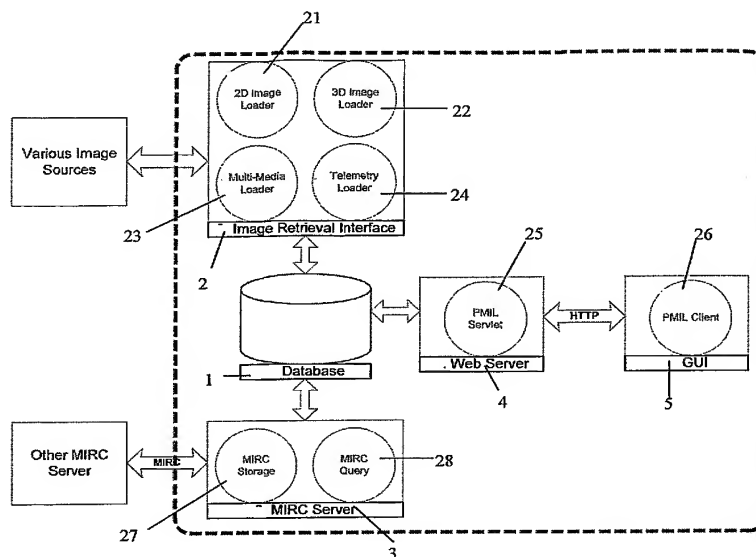 21
2D Image
Loader
3D Image
Loader
22
Various Image
Sources
Multi-Media
Loader
Telemetry
Loader
24
23
Image Retrieval Interface
2
25
26
PMIL
Servlet
HTTP
PMIL Client
1
Database
Web Server
GUI
4
5
Other MIRC
Server
MIRC
MIRC
Storage
MIRC
Query
28
27
MIRC Server
3